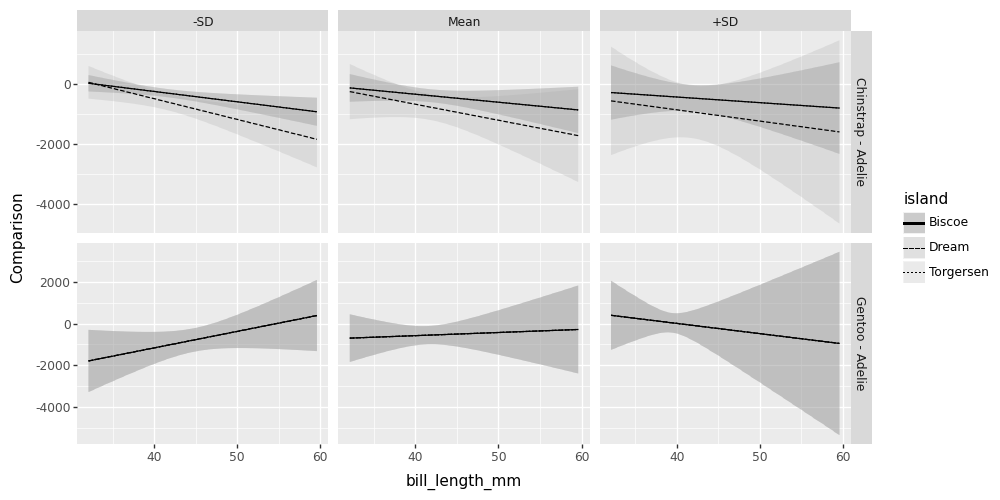 -SD
Mean
+SD
0
-2000
-4000
Chinstrap - Adelie
Comparison
2000
0
-2000
-4000
Gentoo - Adelie
40
50
60
40
50
60
40
50
60
bill_length_mm
island
Biscoe
Dream
Torgersen